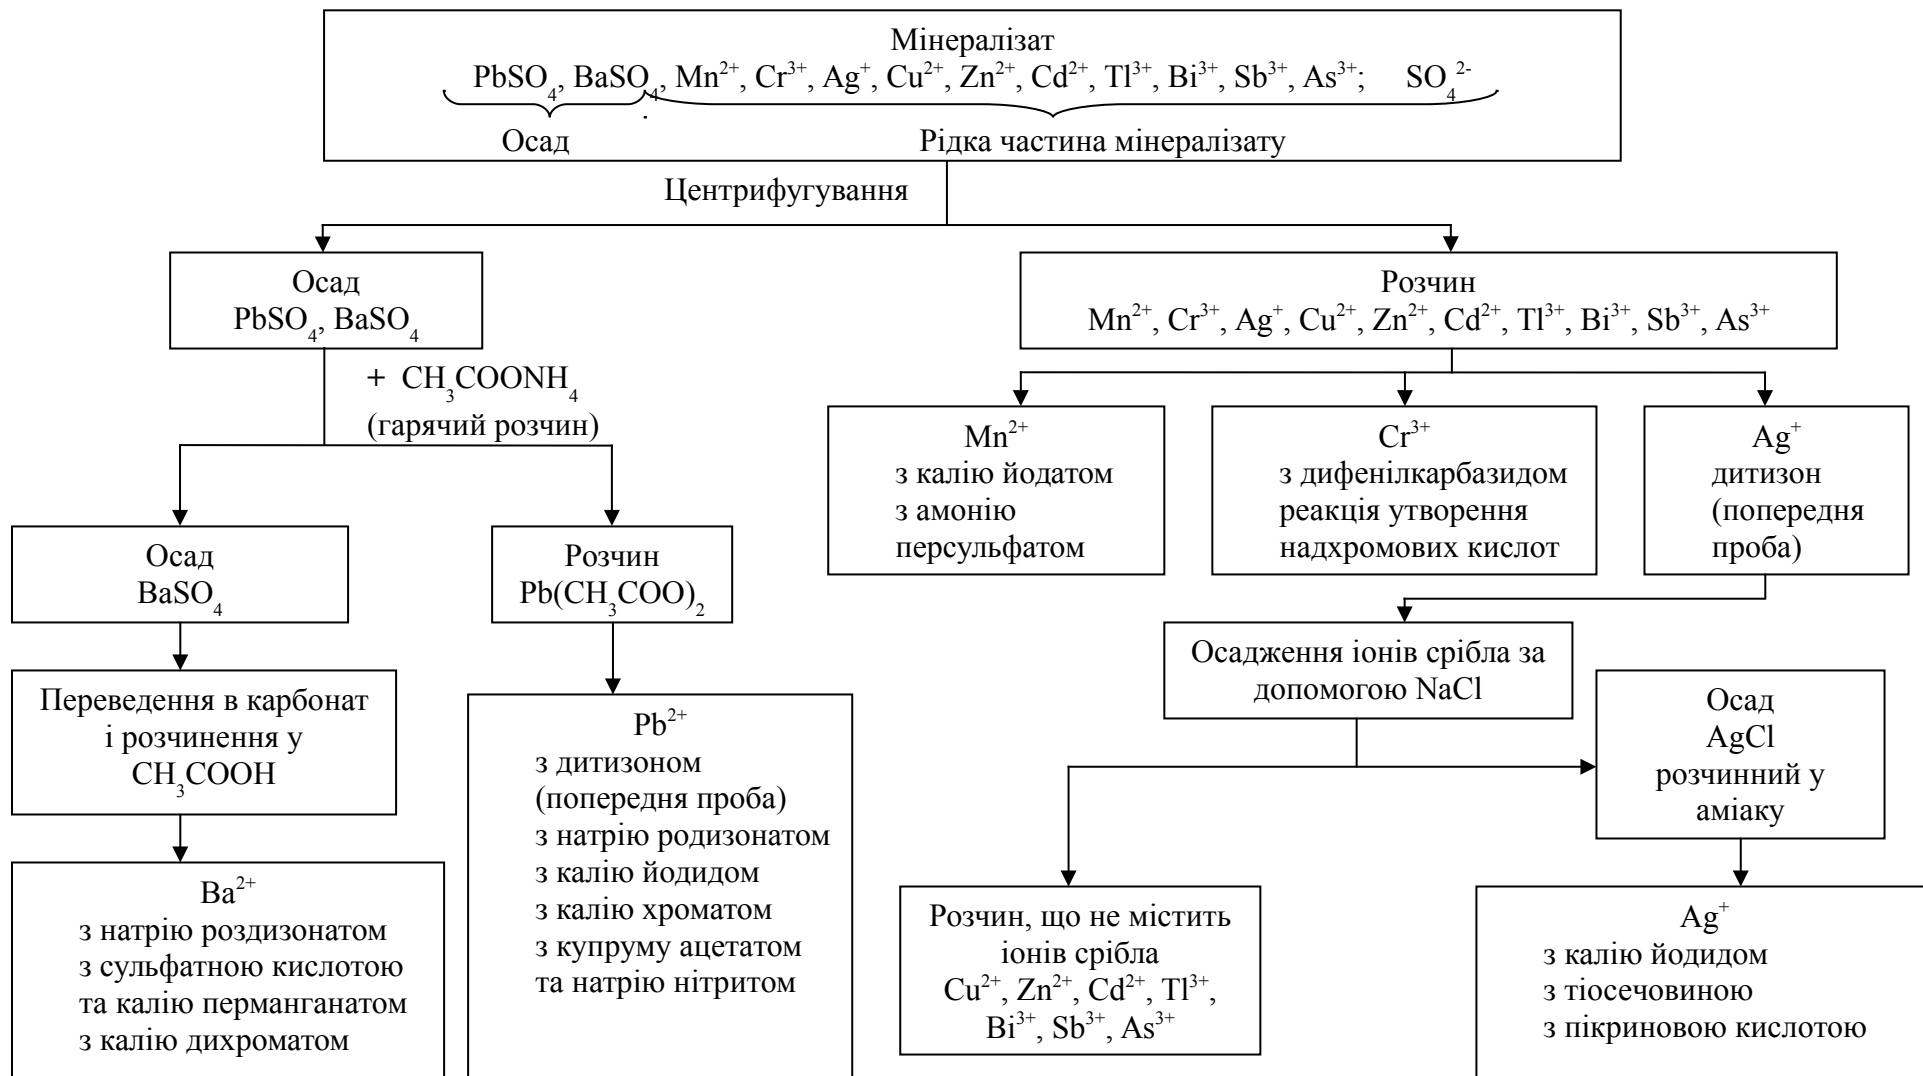 Мінералізат
PbSO₄, BaSO₄, Mn²⁺, Cr³⁺, Ag⁺, Cu²⁺, Zn²⁺, Cd²⁺, Tl³⁺, Bi³⁺, Sb³⁺, As³⁺; SO₄²⁻
Осад Рідка частина мінералізату
Центрифугування
Осад
PbSO₄, BaSO₄
Розчин
Mn²⁺, Cr³⁺, Ag⁺, Cu²⁺, Zn²⁺, Cd²⁺, Tl³⁺, Bi³⁺, Sb³⁺, As³⁺
+ CH₃COONH₄
(гарячий розчин)
Mn²⁺
з калію йодатом
з амонію
персульфатом
Cr³⁺
з дифенілкарбазидом
реакція утворення
надхромових кислот
Ag⁺
дитизон
(попередня
проба)
Осад
BaSO₄
Розчин
Pb(CH₃COO)₂
Осадження іонів срібла за
допомогою NaCl
Переведення в карбонат
і розчинення у
CH₃COOH
Pb²⁺
з дитизоном
(попередня проба)
з натрію родизонатом
з калію йодидом
з калію хроматом
з купруму ацетатом
та натрію нітритом
Осад
AgCl
розчинний у
аміаку
Ba²⁺
з натрію роздизонатом
з сульфатною кислотою
та калію перманганатом
з калію дихроматом
Розчин, що не містить
іонів срібла
Cu²⁺, Zn²⁺, Cd²⁺, Tl³⁺,
Bi³⁺, Sb³⁺, As³⁺
Ag⁺
з калію йодидом
з тіосечовиною
з пікриновою кислотою